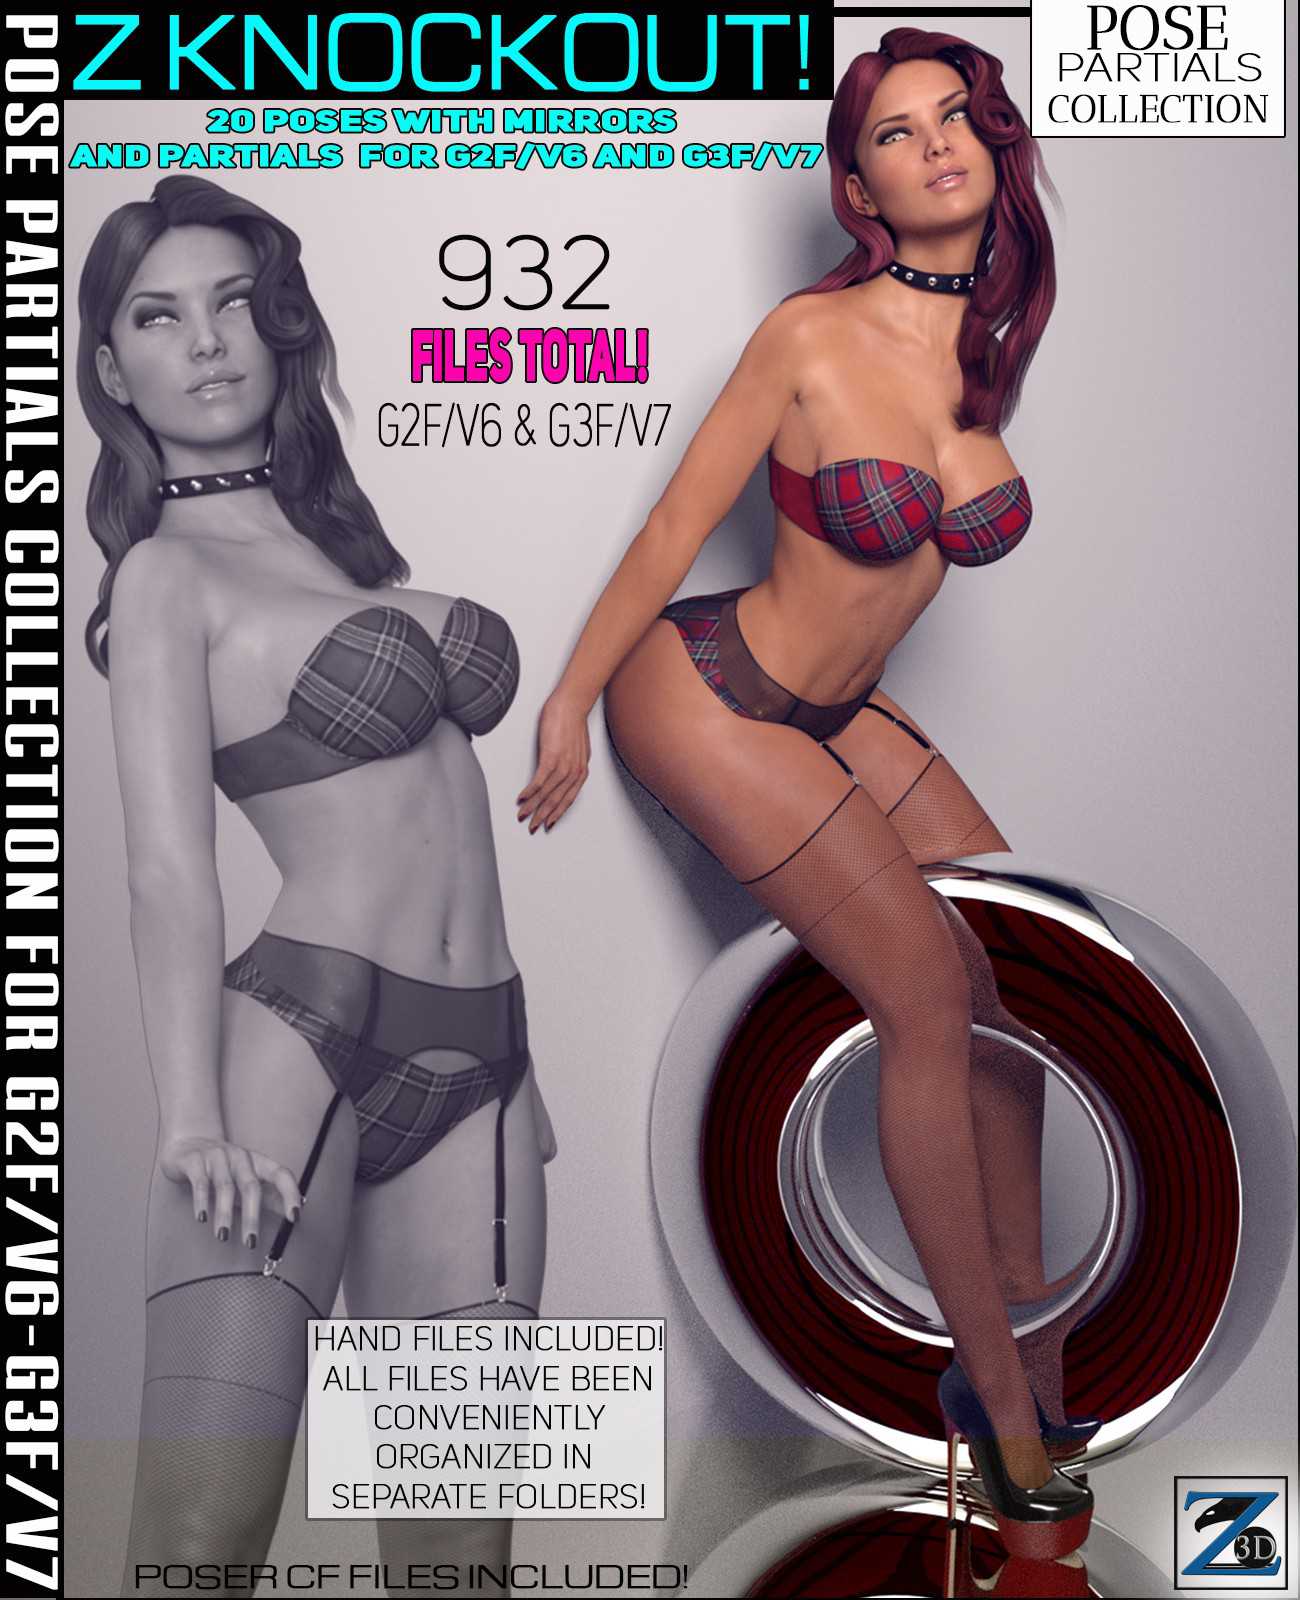 Z KNOCKOUT!
20 POSES WITH MIRRORS
AND PARTIALS FOR G2F/V6 AND G3F/V7
POSE
PARTIALS
COLLECTION
932
FILES TOTAL!
G2F/V6 & G3F/V7
POSE PARTIALS COLLECTION FOR G2F/V6-G3F/V7
HAND FILES INCLUDED!
ALL FILES HAVE BEEN
CONVENIENTLY
ORGANIZED IN
SEPARATE FOLDERS!
POSER CF FILES INCLUDED!
Z
3D